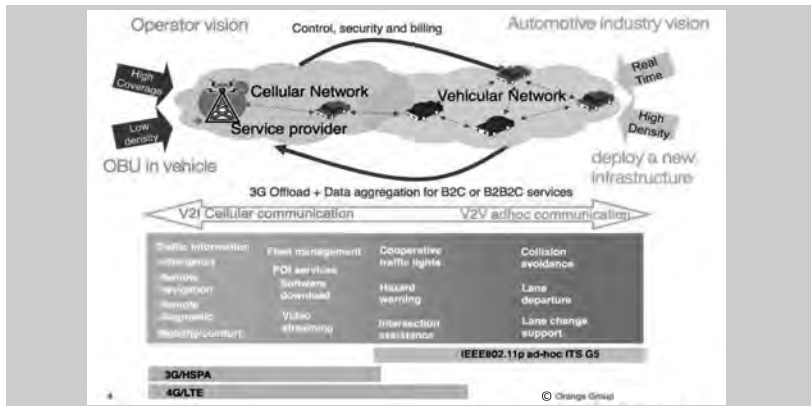 Operator vision
Control, security and billing
Automotive industry vision
High
Coverage
Real
Time
Cellular Network
Vehicular Network
Low
density
Service provider
High
Density
OBU in vehicle
deploy a new
infrastructure
3G Offload + Data aggregation for B2C or B2B2C services
V2I Cellular communication
V2V adhoc communication
Traffic information
Remote
navigation
Remote
diagnostic
Mobility/comfort
Fleet management
POI services
Software
download
Video
streaming
Cooperative
traffic lights
Hazard
warning
Intersection
assistance
Collision
avoidance
Lane
departure
Lane change
support
IEEE802.11p ad-hoc ITS G5
3G/HSPA
4G/LTE
4
© Orange Group